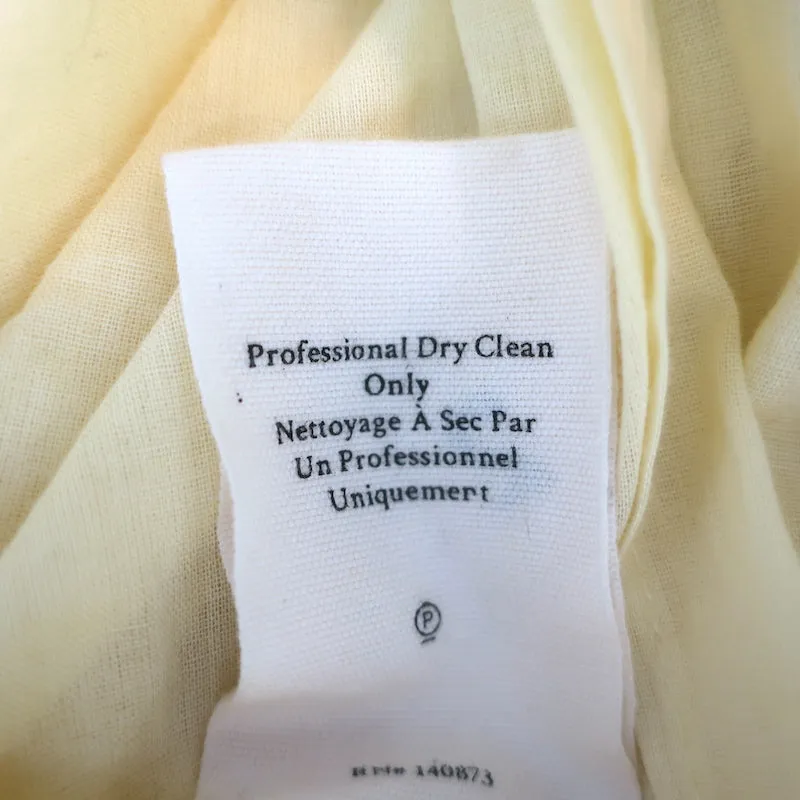 Professional Dry Clean
Only
Nettoyage À Sec Par
Un Professionnel
Uniquement
P
RN# 140873